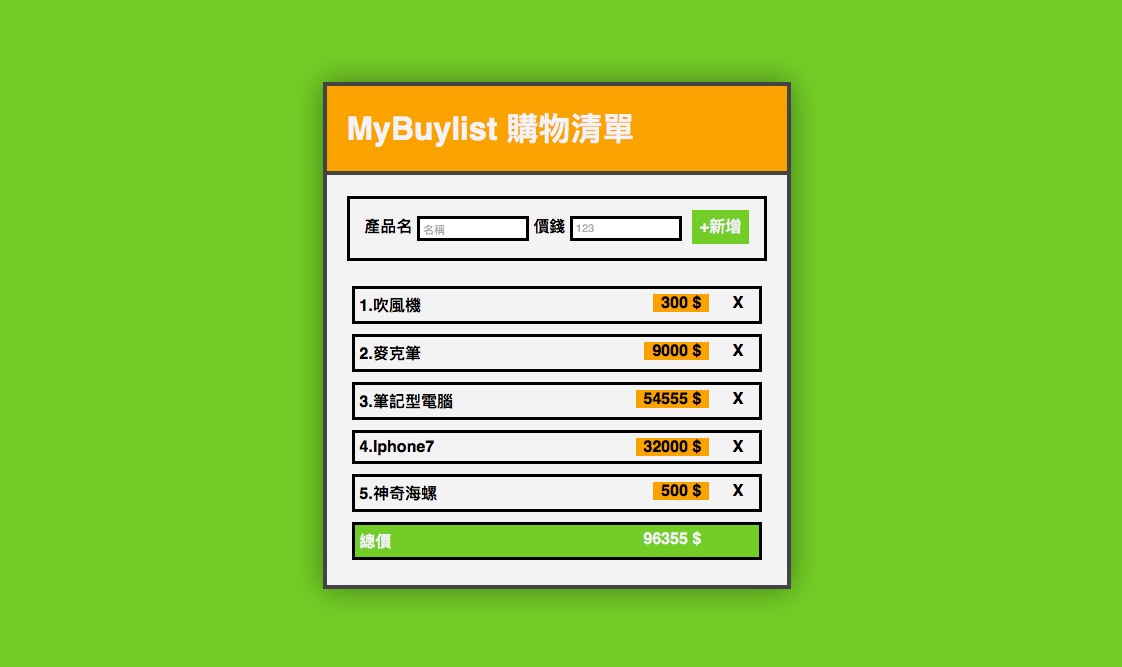 MyBuylist 購物清單
產品名 名稱 價錢 123 +新增
1.吹風機 300 $ X
2.麥克筆 9000 $ X
3.筆記型電腦 54555 $ X
4.Iphone7 32000 $ X
5.神奇海螺 500 $ X
總價 96355 $